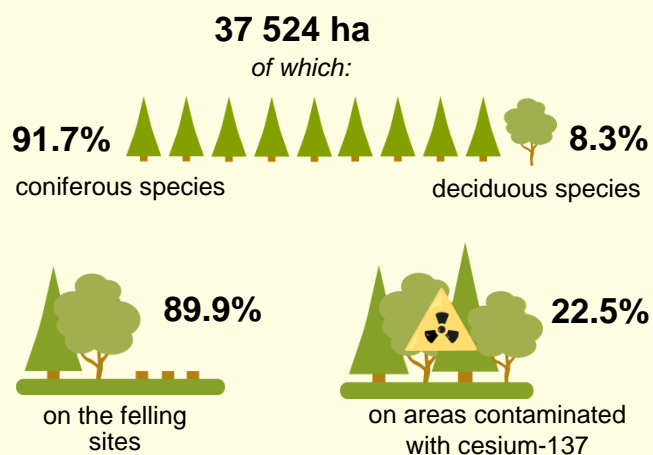 37 524 ha
of which:
91.7%
8.3%
coniferous species
deciduous species
89.9%
22.5%
on the felling
sites
on areas contaminated
with cesium-137